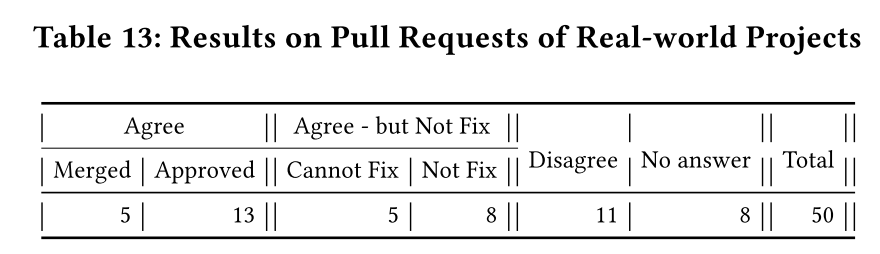 Table 13: Results on Pull Requests of Real-world Projects
Agree Agree - but Not Fix
Disagree No answer Total
Merged Approved Cannot Fix Not Fix
5 13 5 8 11 8 50